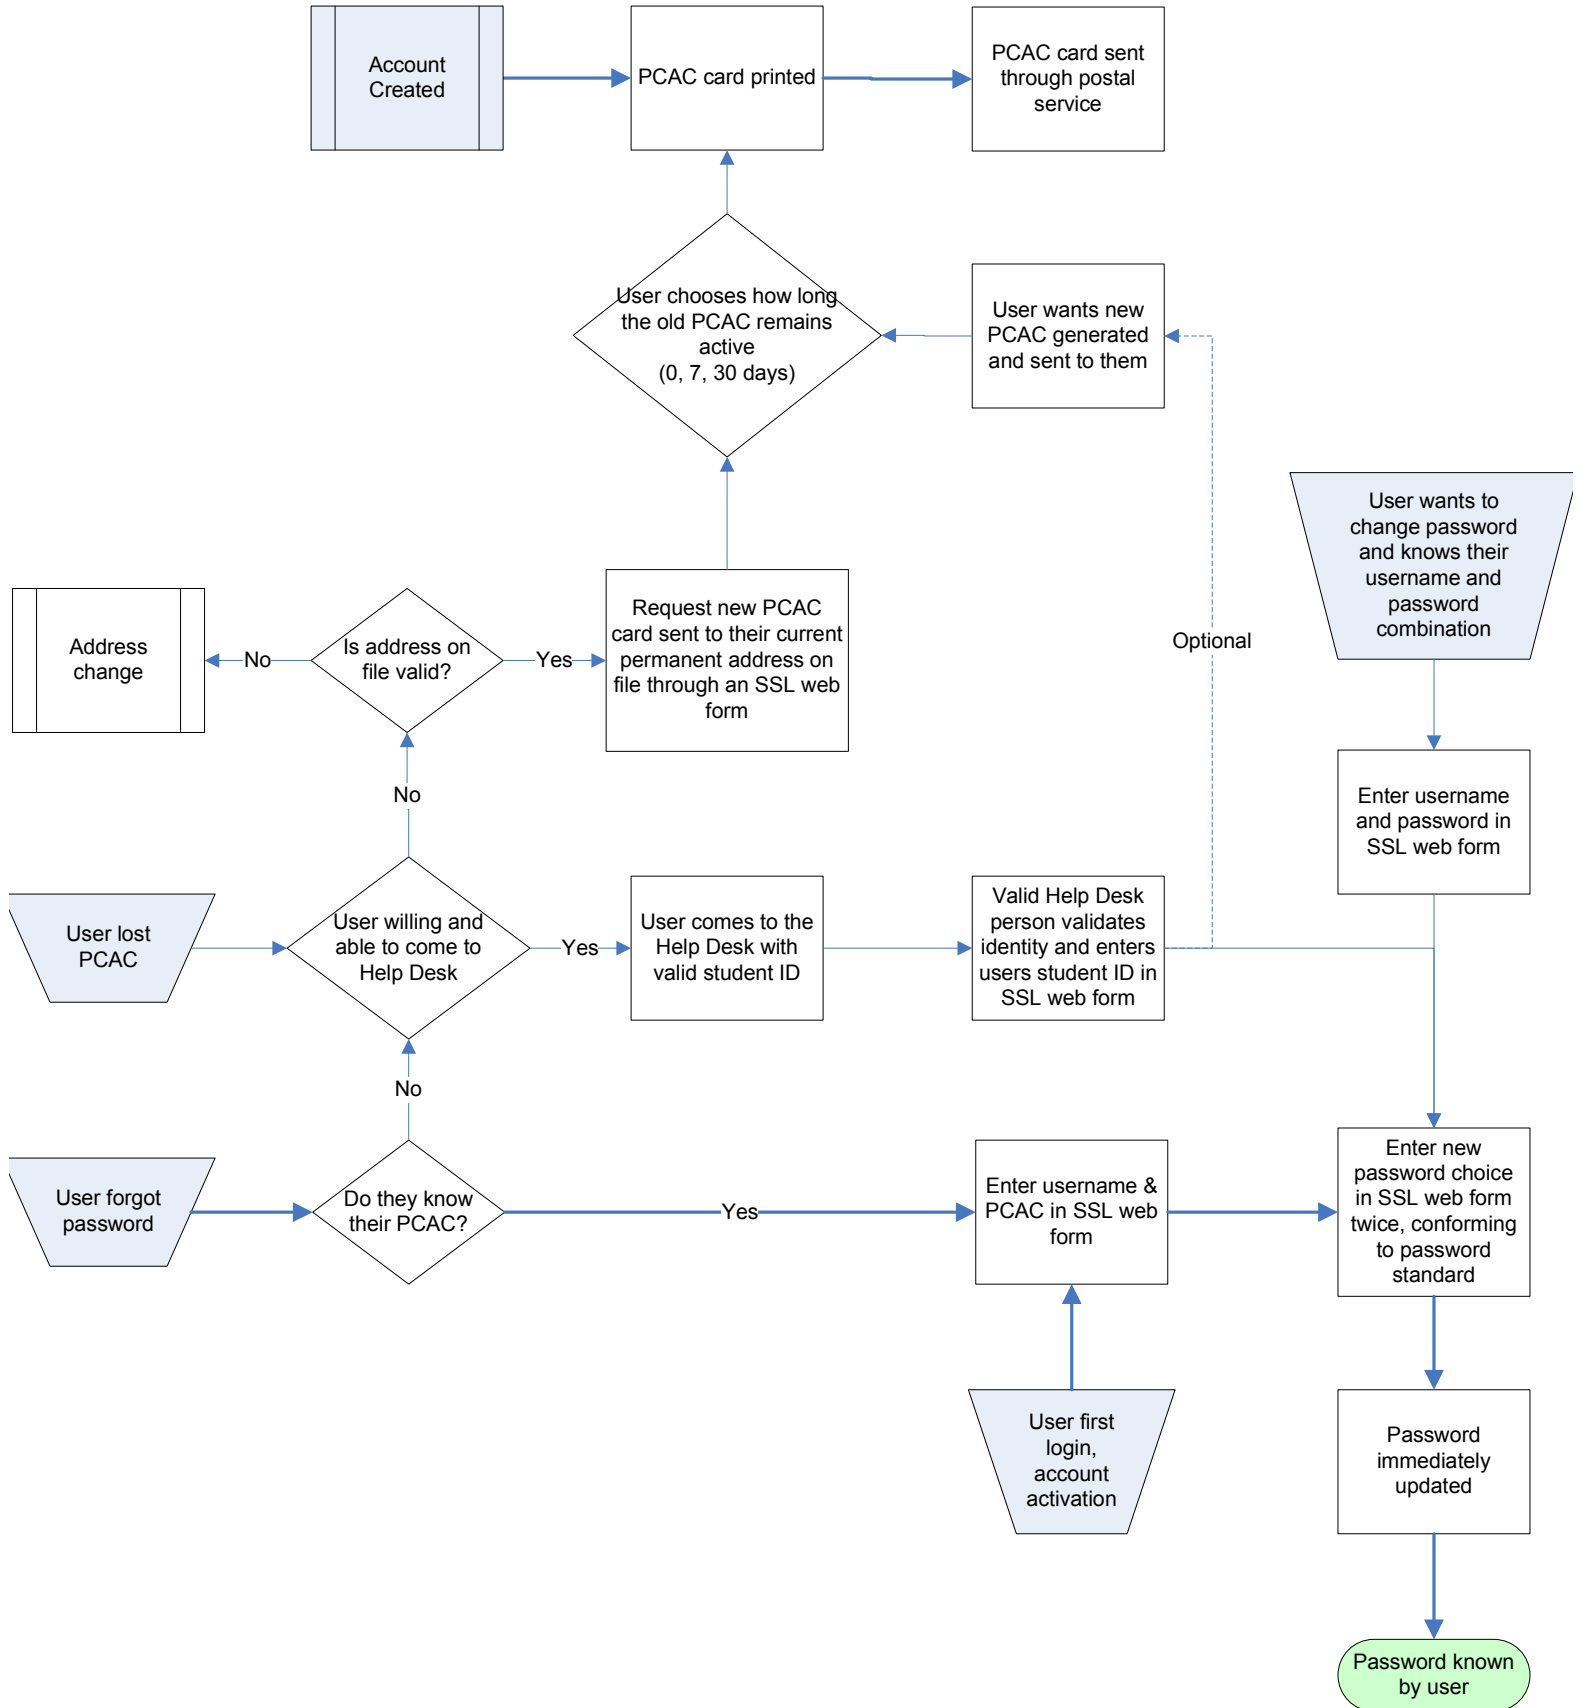 Account
Created
PCAC card printed
PCAC card sent
through postal
service
User chooses how long
the old PCAC remains
active
(0, 7, 30 days)
User wants new
PCAC generated
and sent to them
User wants to
change password
and knows their
username and
password
combination
Address
change
No
Is address on
file valid?
Yes
Request new PCAC
card sent to their current
permanent address on
file through an SSL web
form
Optional
No
Enter username
and password in
SSL web form
User lost
PCAC
User willing and
able to come to
Help Desk
Yes
User comes to the
Help Desk with
valid student ID
Valid Help Desk
person validates
identity and enters
users student ID in
SSL web form
No
User forgot
password
Do they know
their PCAC?
Yes
Enter username &
PCAC in SSL web
form
Enter new
password choice
in SSL web form
twice, conforming
to password
standard
User first
login,
account
activation
Password
immediately
updated
Password known
by user